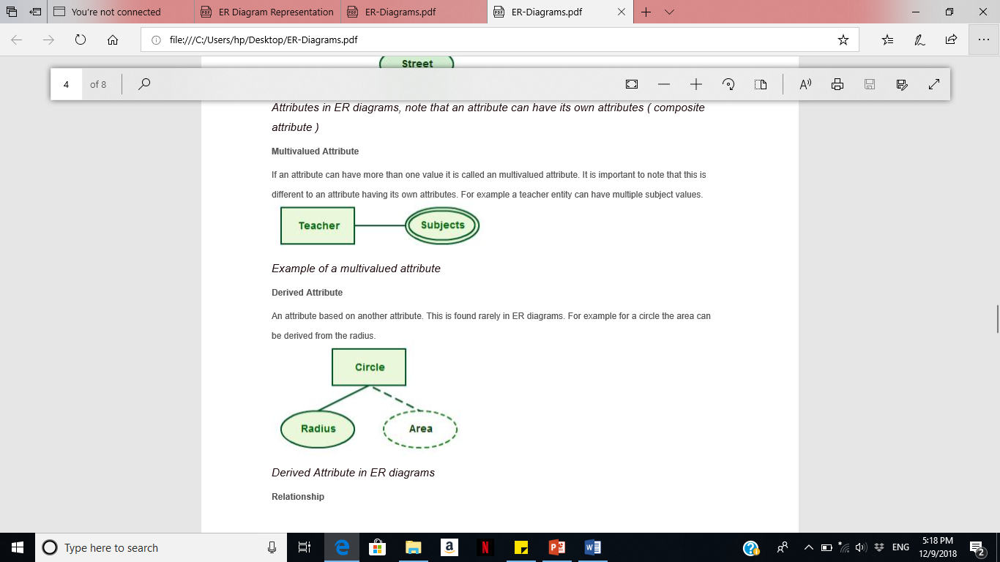 You're not connected
ER Diagram Representation
ER-Diagrams.pdf
ER-Diagrams.pdf
file:///C:/Users/hp/Desktop/ER-Diagrams.pdf
Street
4 of 8
Attributes in ER diagrams, note that an attribute can have its own attributes ( composite
attribute )
Multivalued Attribute
If an attribute can have more than one value it is called an multivalued attribute. It is important to note that this is
different to an attribute having its own attributes. For example a teacher entity can have multiple subject values.
Teacher
Subjects
Example of a multivalued attribute
Derived Attribute
An attribute based on another attribute. This is found rarely in ER diagrams. For example for a circle the area can
be derived from the radius.
Circle
Radius
Area
Derived Attribute in ER diagrams
Relationship
Type here to search
ENG
5:18 PM
12/9/2018
2